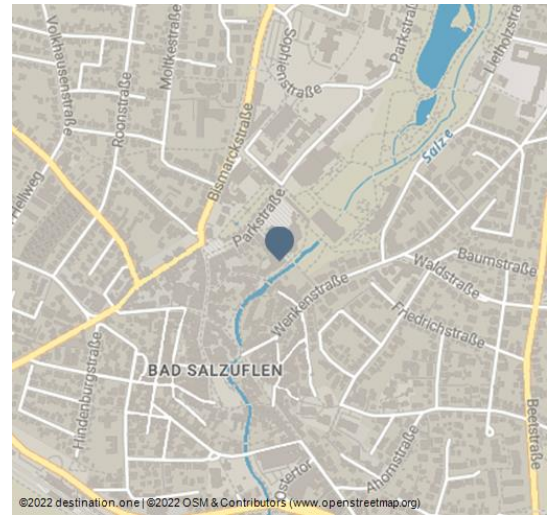 Volkhausenstraße
Moltkestraße
Roonstraße
Hellweg
Bismarckstraße
Sophienstraße
Parkstraße
Lietholzstraße
Salze
Parkstraße
Wenkenstraße
Baumstraße
Waldstraße
Friedrichstraße
BAD SALZUFLEN
Hindenburgstraße
Beetstraße
Ahornstraße
Ostertor
©2022 destination.one | ©2022 OSM & Contributors (www.openstreetmap.org)